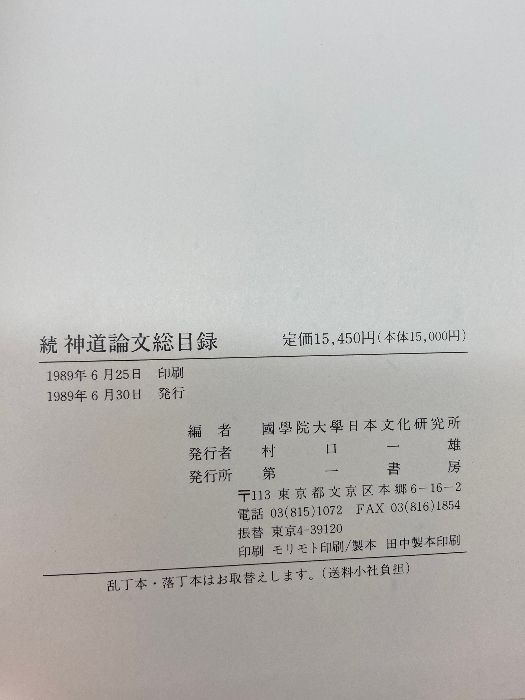 続 神道論文総目録 定価15,450円(本体15,000円)
1989年6月25日 印刷
1989年6月30日 発行
編者 國學院大學日本文化研究所
発行者 村口一雄
発行所 第一書房
〒113 東京都文京区本郷6-16-2
電話 03(815)1072 FAX 03(816)1854
振替 東京4-39120
印刷 モリモト印刷/製本 田中製本印刷
乱丁本・落丁本はお取替えします。(送料小社負担)